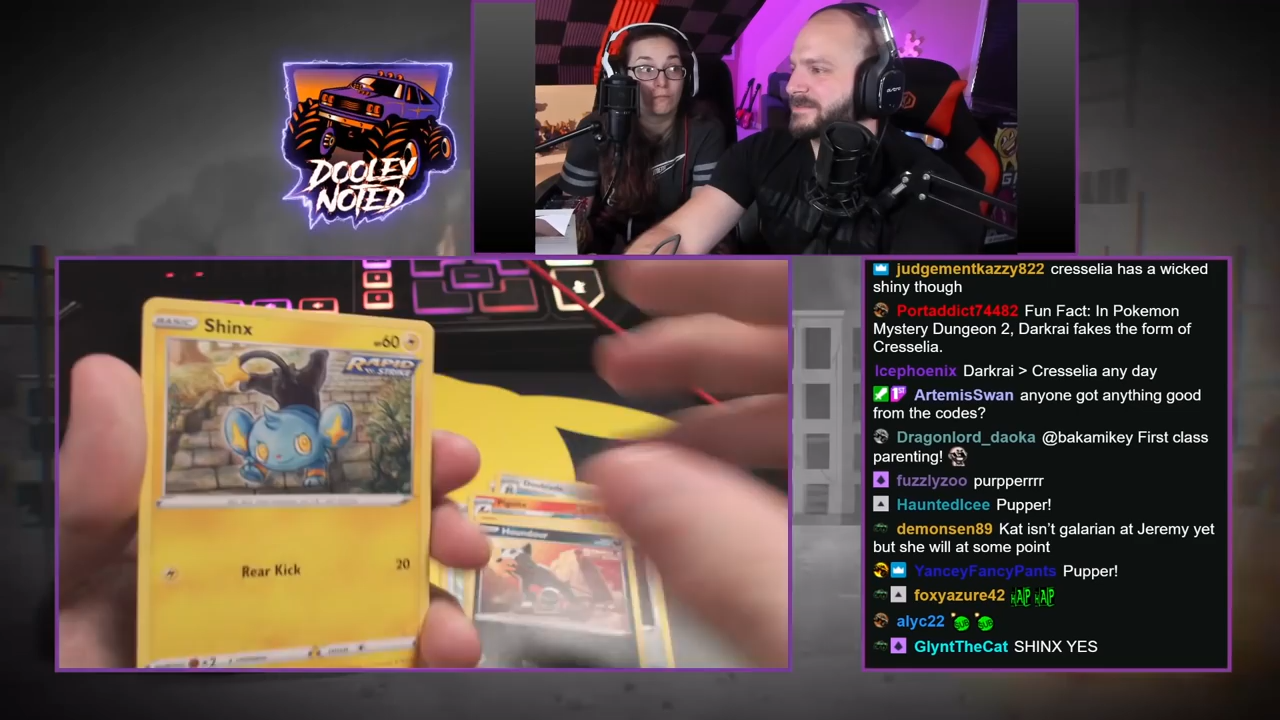 DOOLEY
NOTED
BASIC
Shinx
60
RAPID
STRIKE
Rear Kick
20
×2
Houndour
judgementkazzy822 cresselia has a wicked
shiny though
Portaddict74482 Fun Fact: In Pokemon
Mystery Dungeon 2, Darkrai fakes the form of
Cresselia.
Icephoenix Darkrai > Cresselia any day
ArtemisSwan anyone got anything good
from the codes?
Dragonlord_daoka @bakamikey First class
parenting!
fuzzlyzoo purpperrrr
HauntedIcee Pupper!
demonsen89 Kat isn't galarian at Jeremy yet
but she will at some point
YanceyFancyPants Pupper!
foxyazure42
alyc22
GlyntTheCat SHINX YES